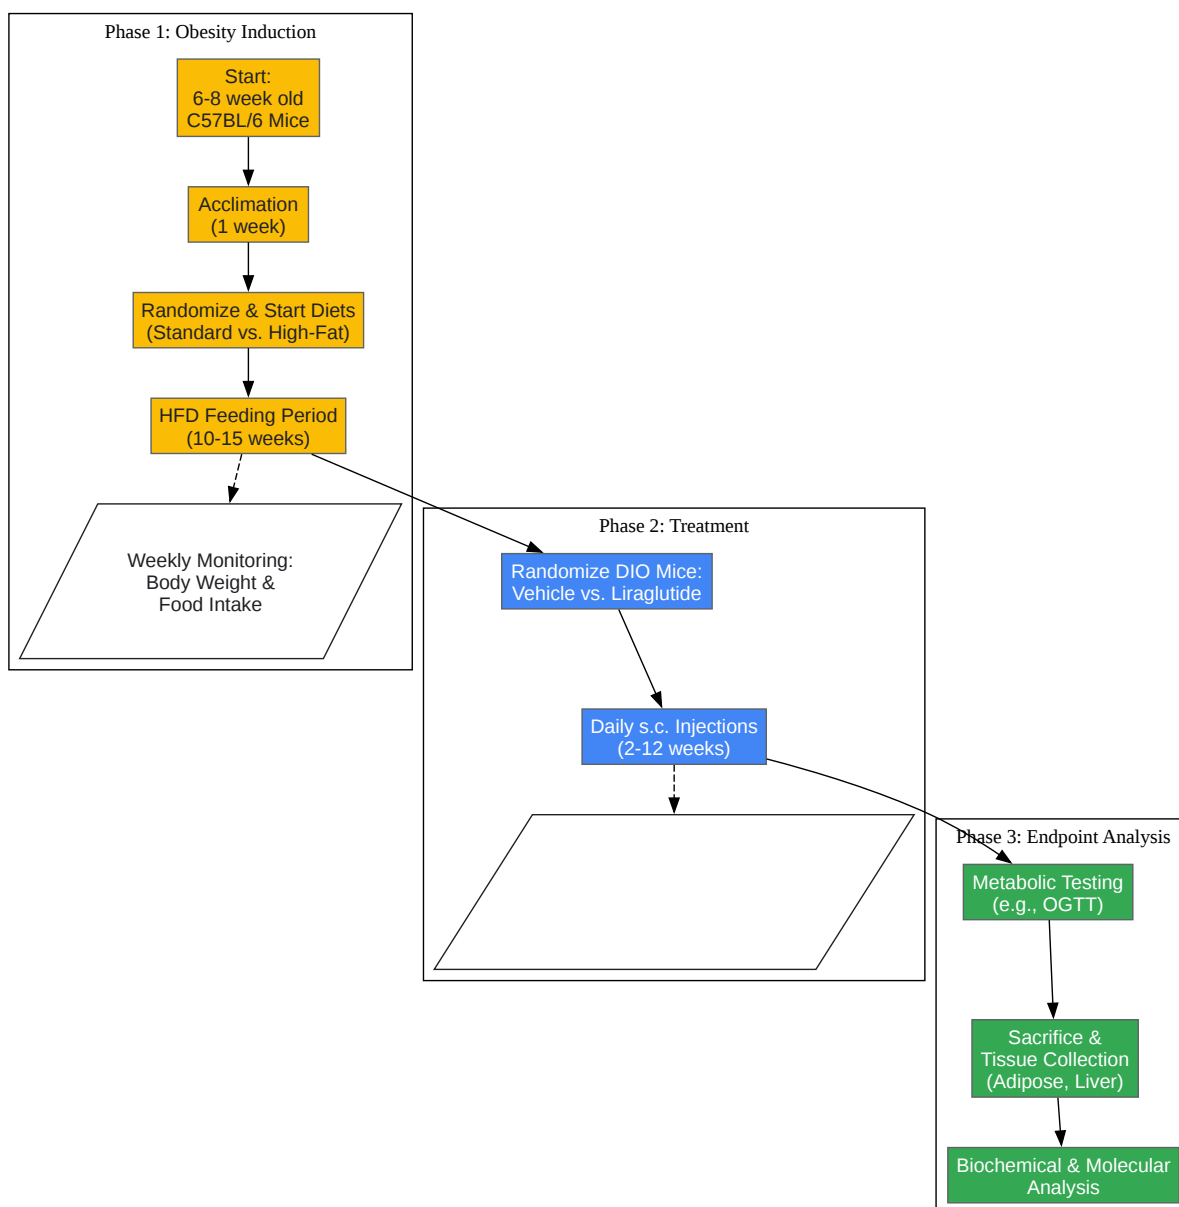 Phase 1: Obesity Induction
Start:
6-8 week old
C57BL/6 Mice
Acclimation
(1 week)
Randomize & Start Diets
(Standard vs. High-Fat)
HFD Feeding Period
(10-15 weeks)
Weekly Monitoring:
Body Weight &
Food Intake
Phase 2: Treatment
Randomize DIO Mice:
Vehicle vs. Liraglutide
Daily s.c. Injections
(2-12 weeks)
Phase 3: Endpoint Analysis
Metabolic Testing
(e.g., OGTT)
Sacrifice &
Tissue Collection
(Adipose, Liver)
Biochemical & Molecular
Analysis